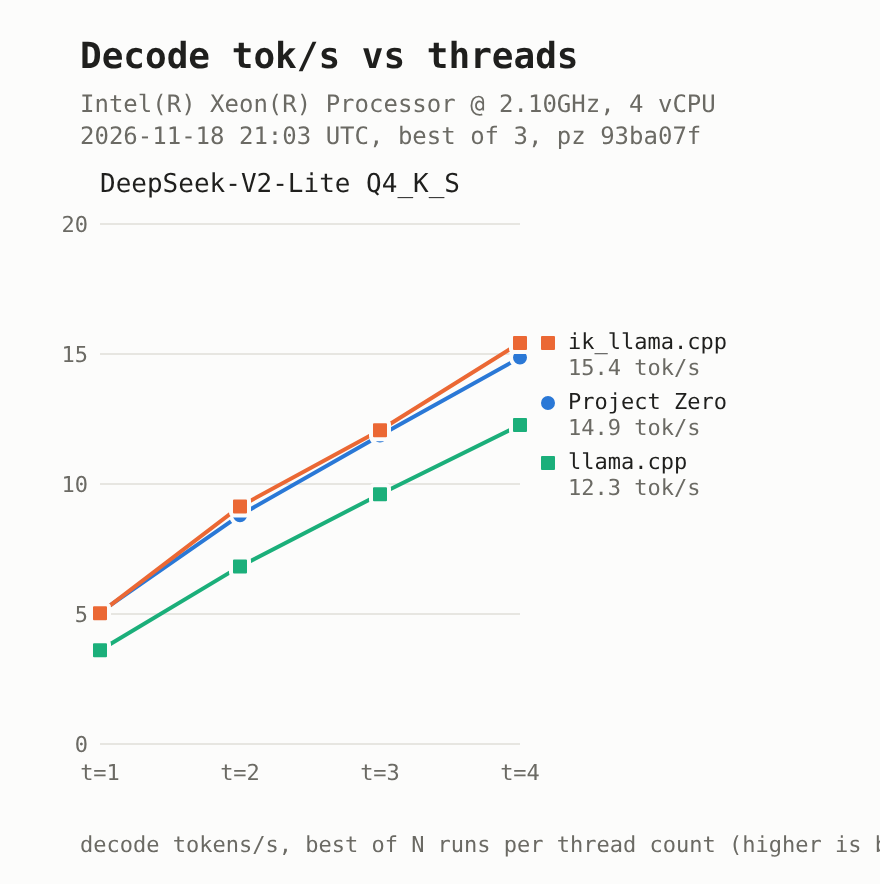 Decode tok/s vs threads
Intel(R) Xeon(R) Processor @ 2.10GHz, 4 vCPU
2026-11-18 21:03 UTC, best of 3, pz 93ba07f
DeepSeek-V2-Lite Q4_K_S
20
15
10
5
0
ik_llama.cpp
15.4 tok/s
Project Zero
14.9 tok/s
llama.cpp
12.3 tok/s
t=1 t=2 t=3 t=4
decode tokens/s, best of N runs per thread count (higher is